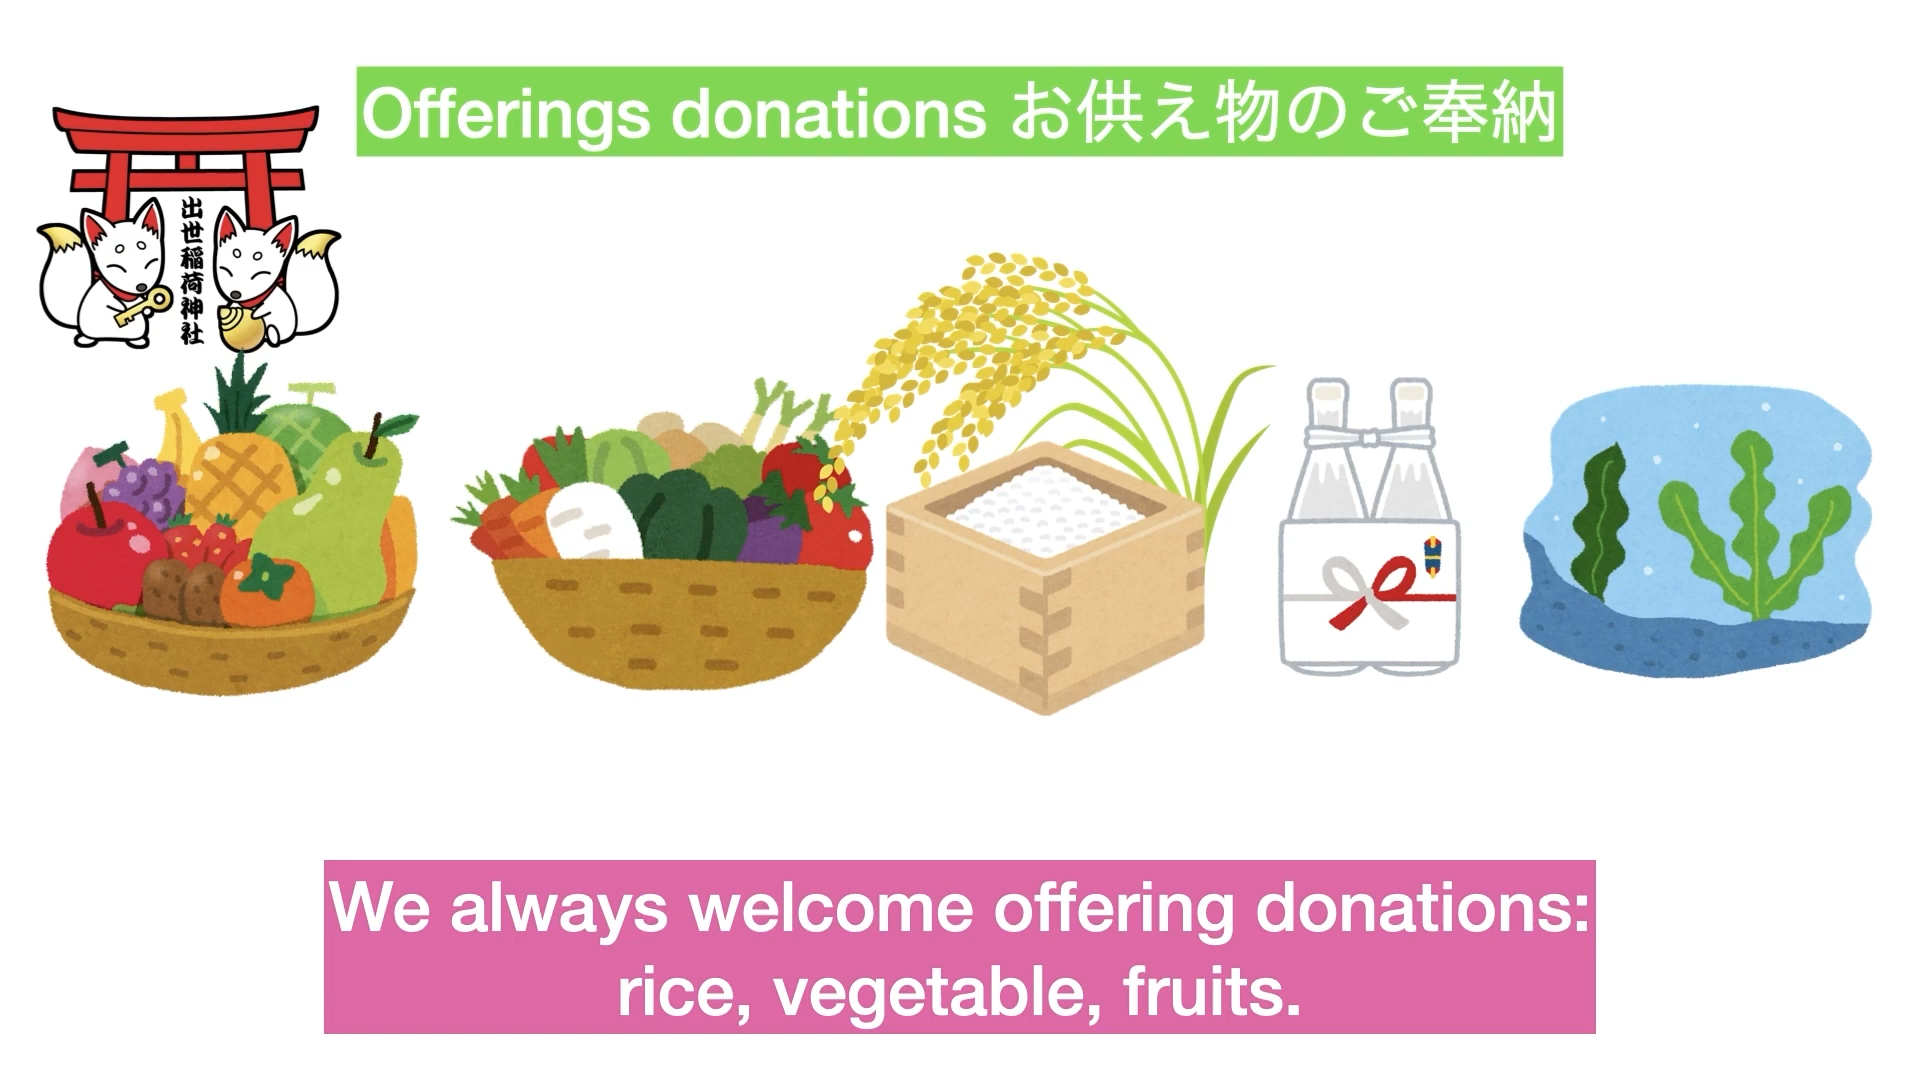 Offerings donations お供え物のご奉納
出世稲荷神社
We always welcome offering donations:
rice, vegetable, fruits.